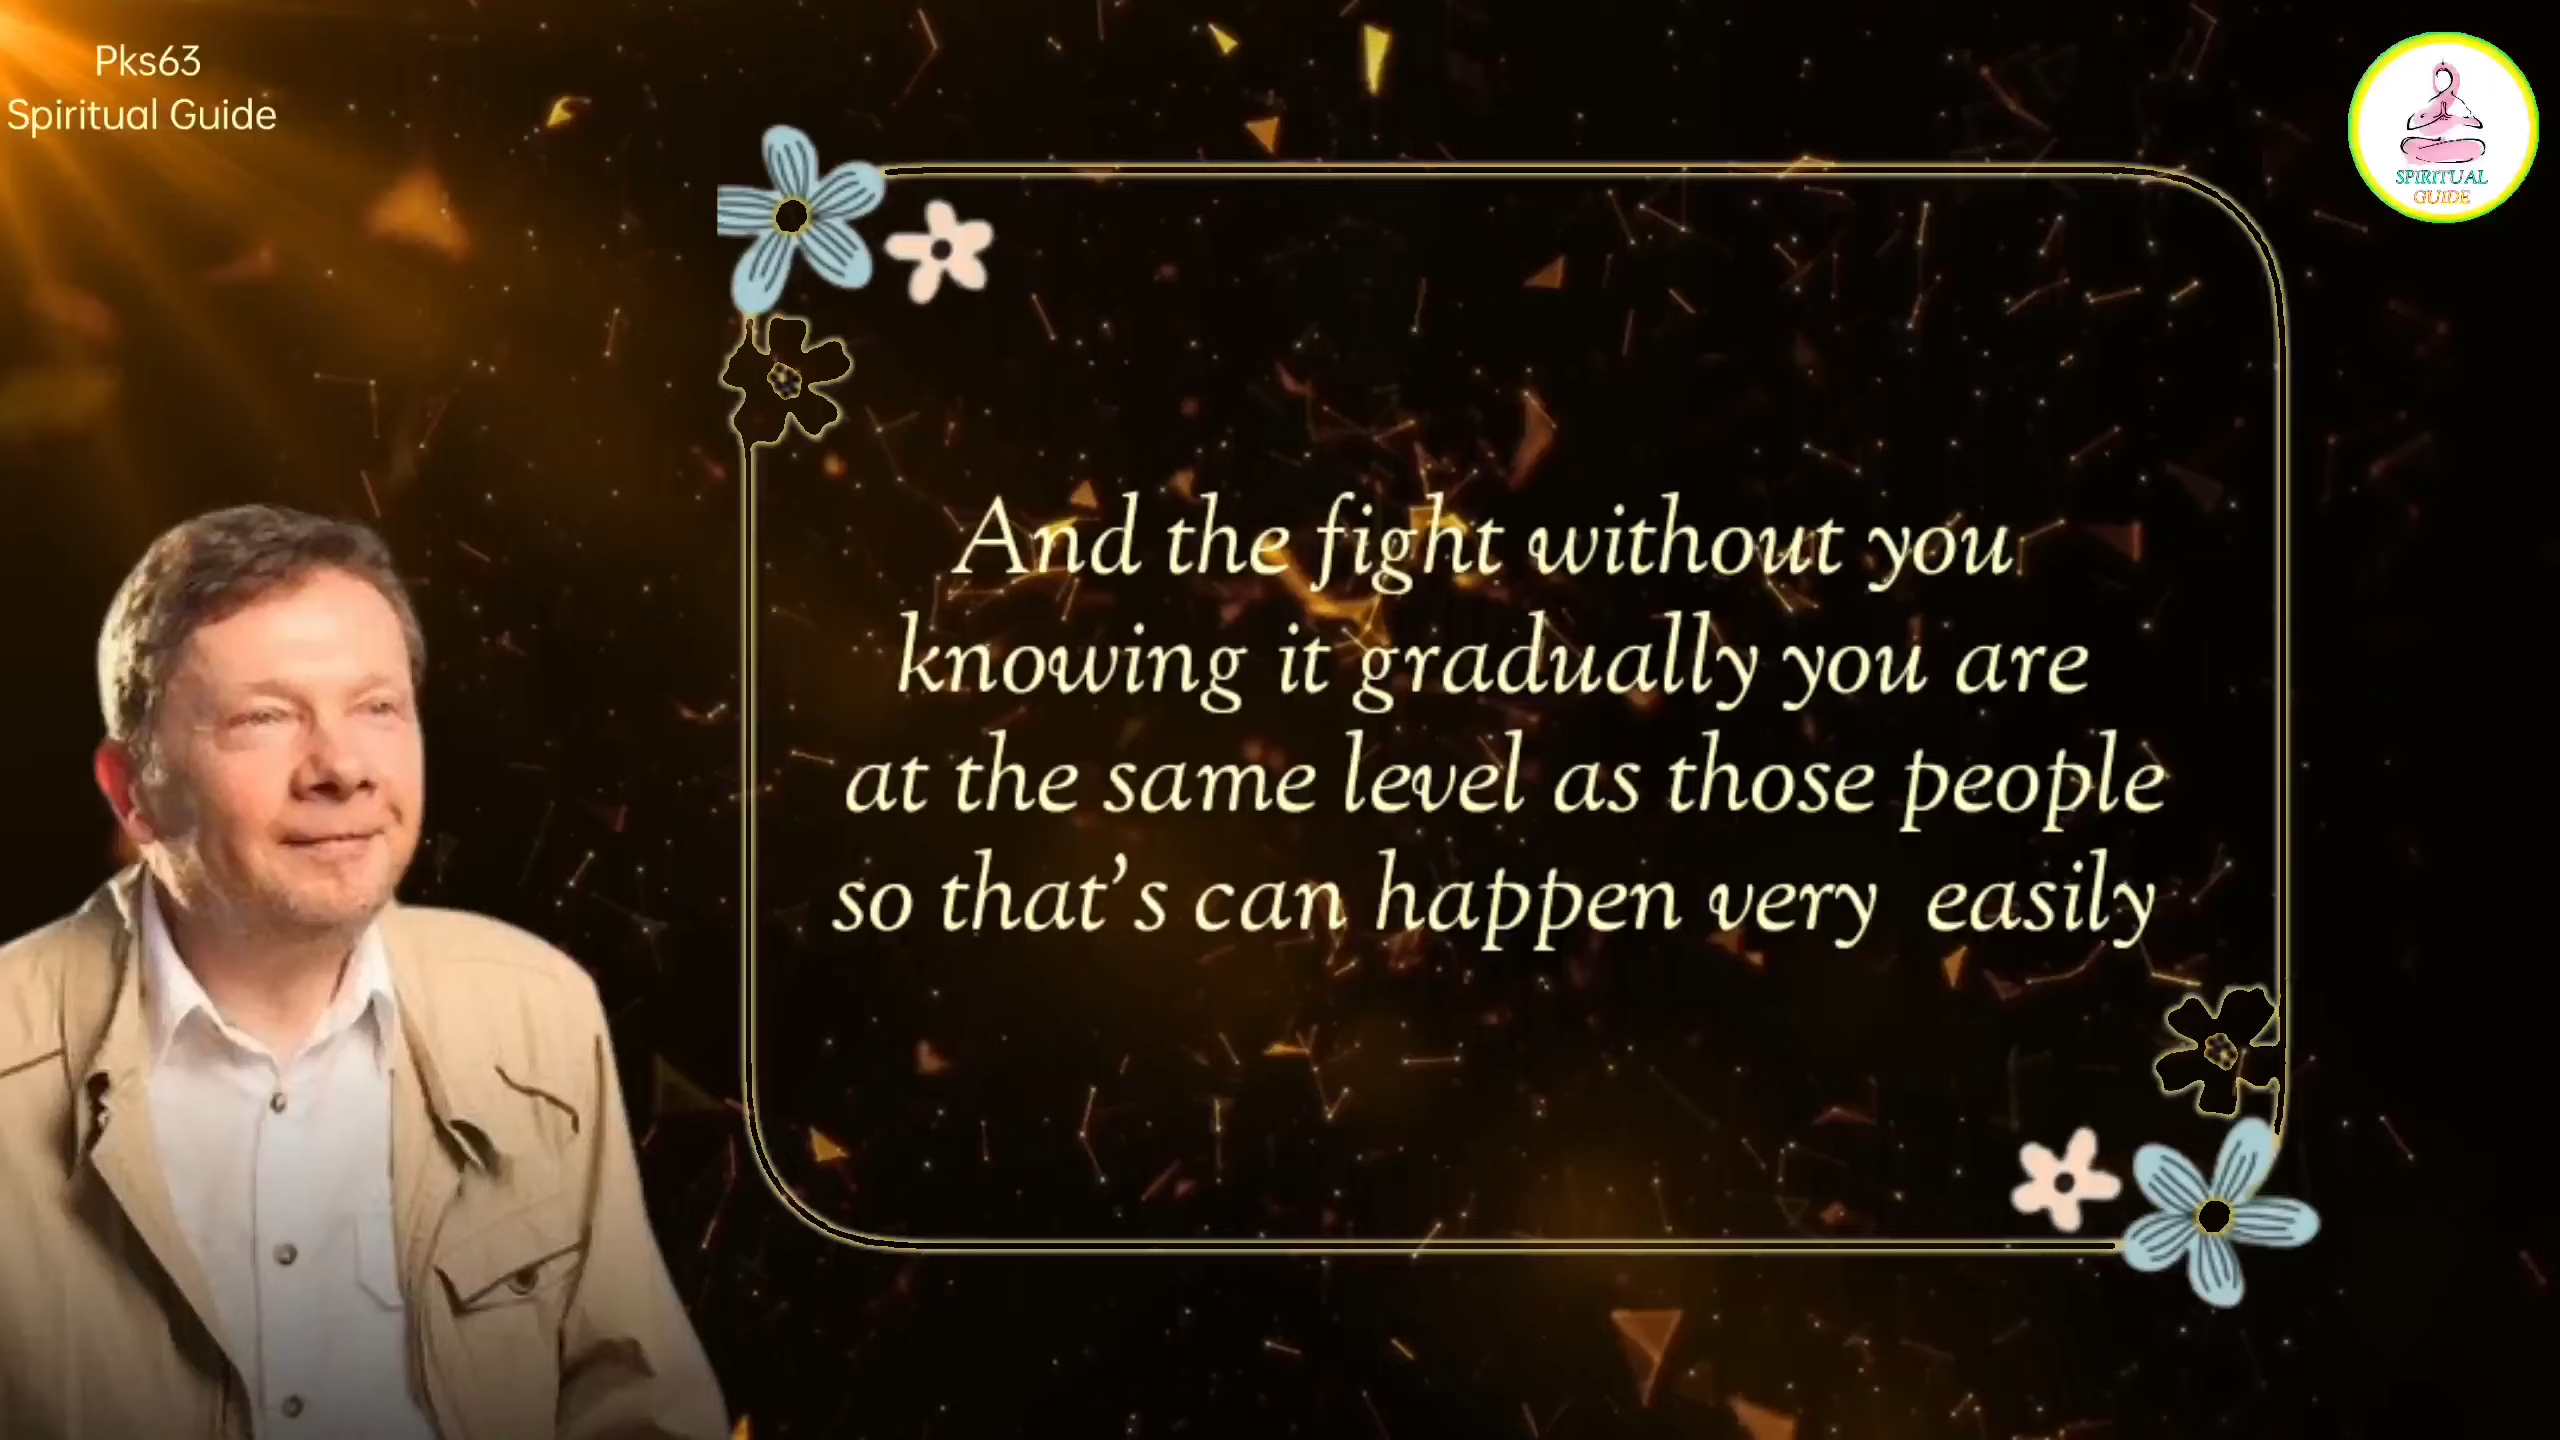 Pks63
Spiritual Guide
SPIRITUAL
GUIDE
And the fight without you
knowing it gradually you are
at the same level as those people
so that's can happen very  easily